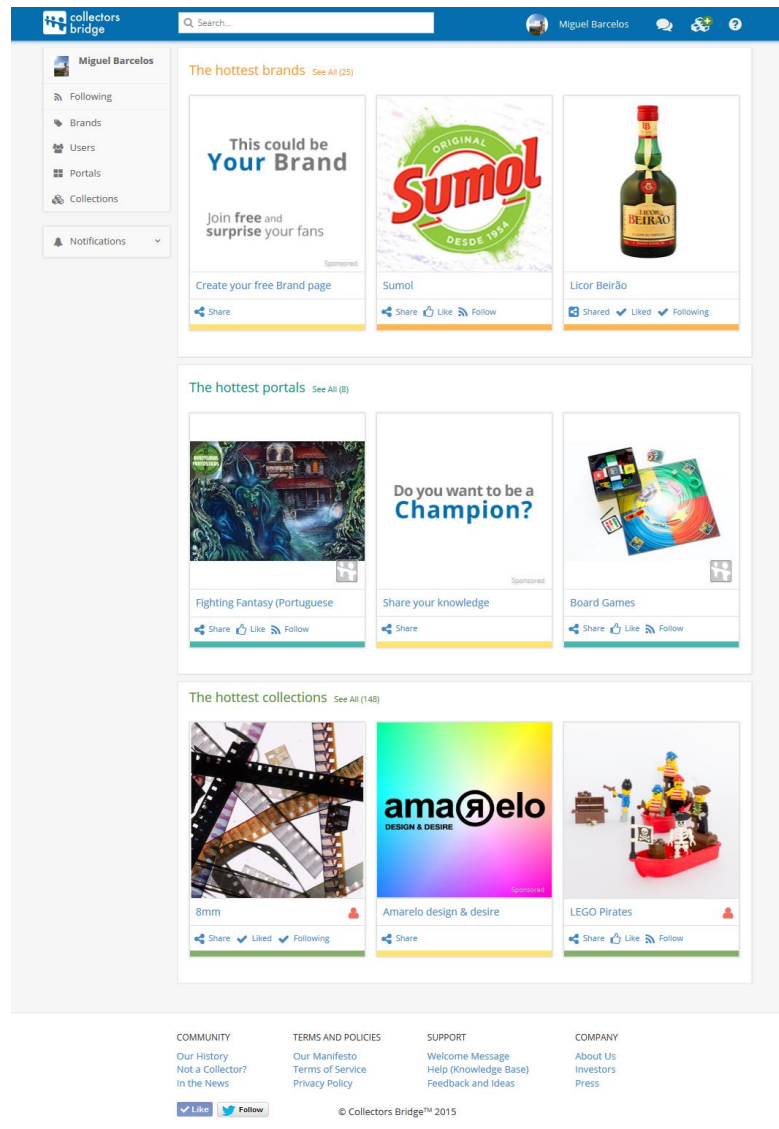 collectors
bridge
Search...
Miguel Barcelos
Miguel Barcelos
Following
Brands
Users
Portals
Collections
Notifications
The hottest brands See All (25)
This could be
Your Brand
Join free and
surprise your fans
Sponsored
Create your free Brand page
Share
ORIGINAL
Sumol
DESDE 1954
Sumol
Share Like Follow
LICOR
BEIRÃO
Licor Beirão
Shared Liked Following
The hottest portals See All (8)
Fighting Fantasy (Portuguese
Share Like Follow
Do you want to be a
Champion?
Sponsored
Share your knowledge
Share
Board Games
Share Like Follow
The hottest collections See All (148)
8mm
Share Liked Following
amaЯelo
DESIGN & DESIRE
Sponsored
Amarelo design & desire
Share
LEGO Pirates
Share Like Follow
COMMUNITY
Our History
Not a Collector?
In the News
TERMS AND POLICIES
Our Manifesto
Terms of Service
Privacy Policy
SUPPORT
Welcome Message
Help (Knowledge Base)
Feedback and Ideas
COMPANY
About Us
Investors
Press
Like
Follow
© Collectors Bridge™ 2015